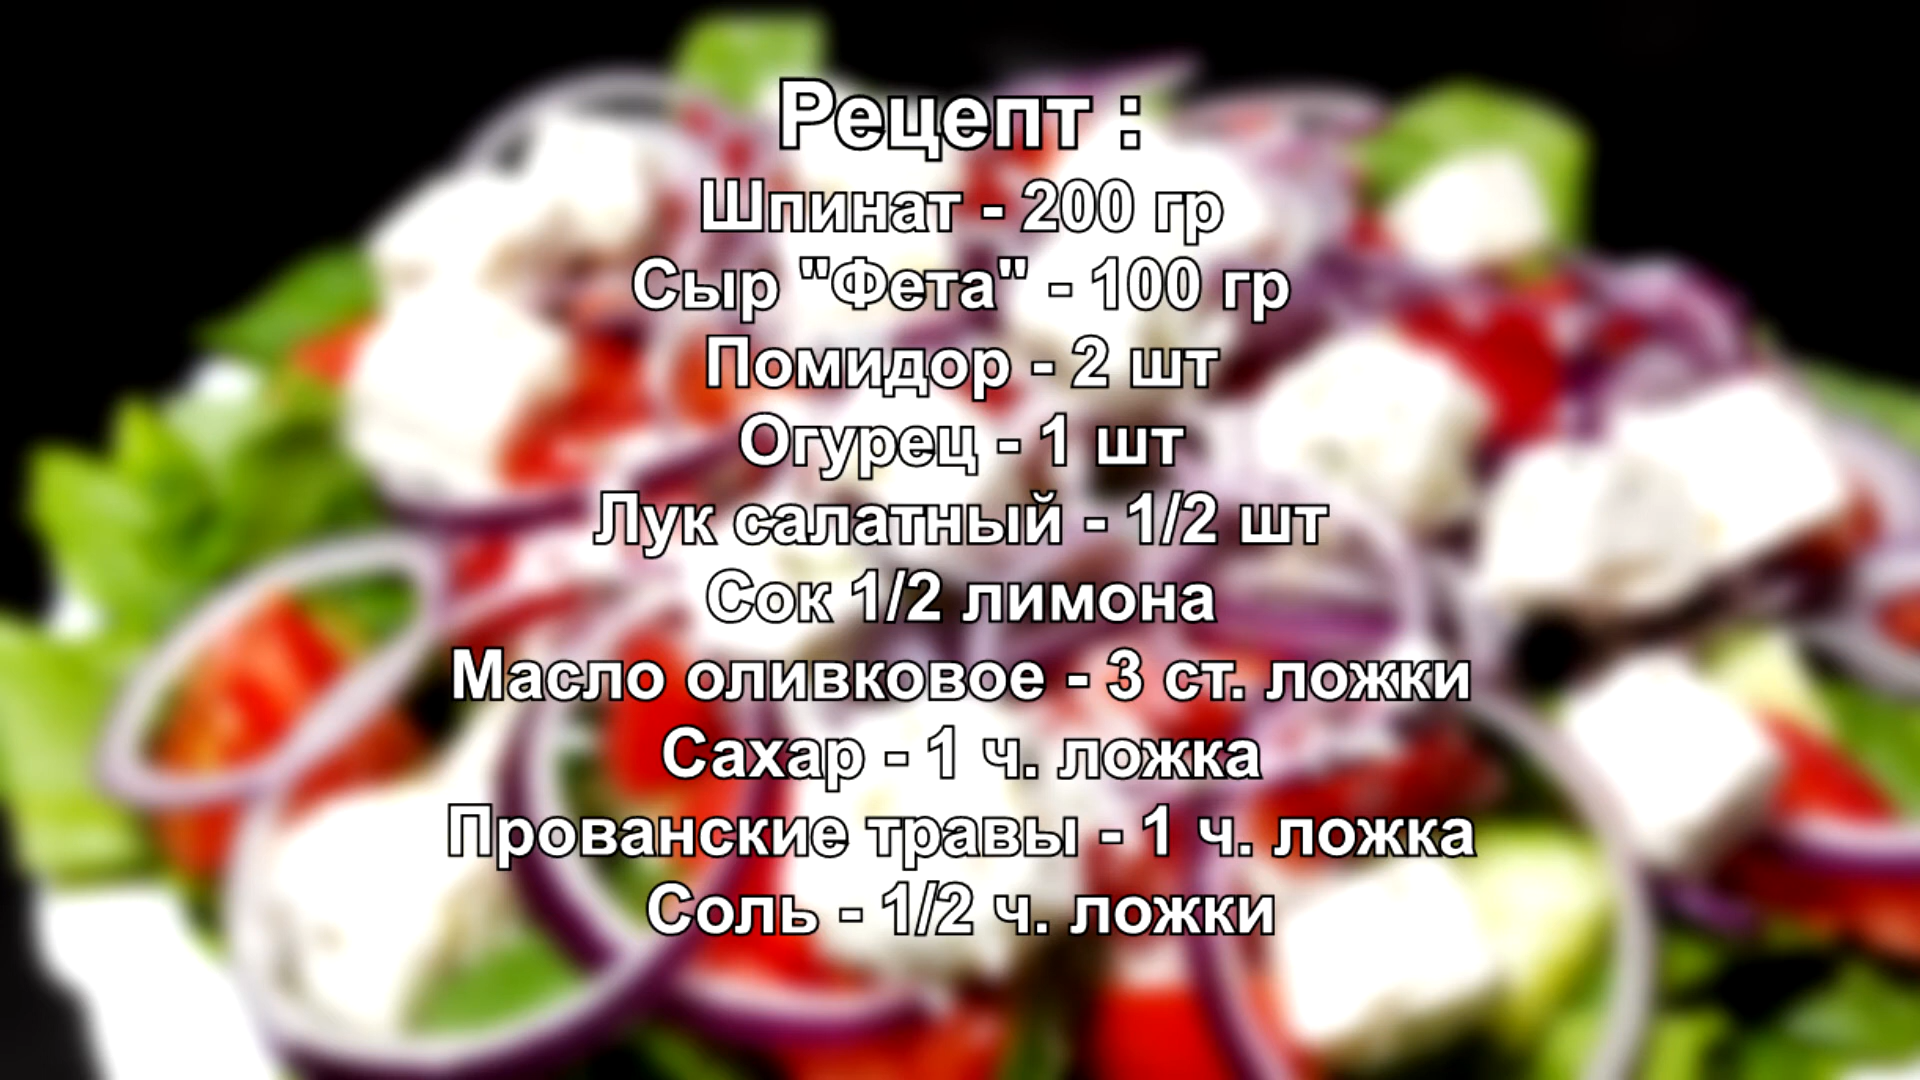 Рецепт :
Шпинат - 200 гр
Сыр "Фета" - 100 гр
Помидор - 2 шт
Огурец - 1 шт
Лук салатный - 1/2 шт
Сок 1/2 лимона
Масло оливковое - 3 ст. ложки
Сахар - 1 ч. ложка
Прованские травы - 1 ч. ложка
Соль - 1/2 ч. ложки